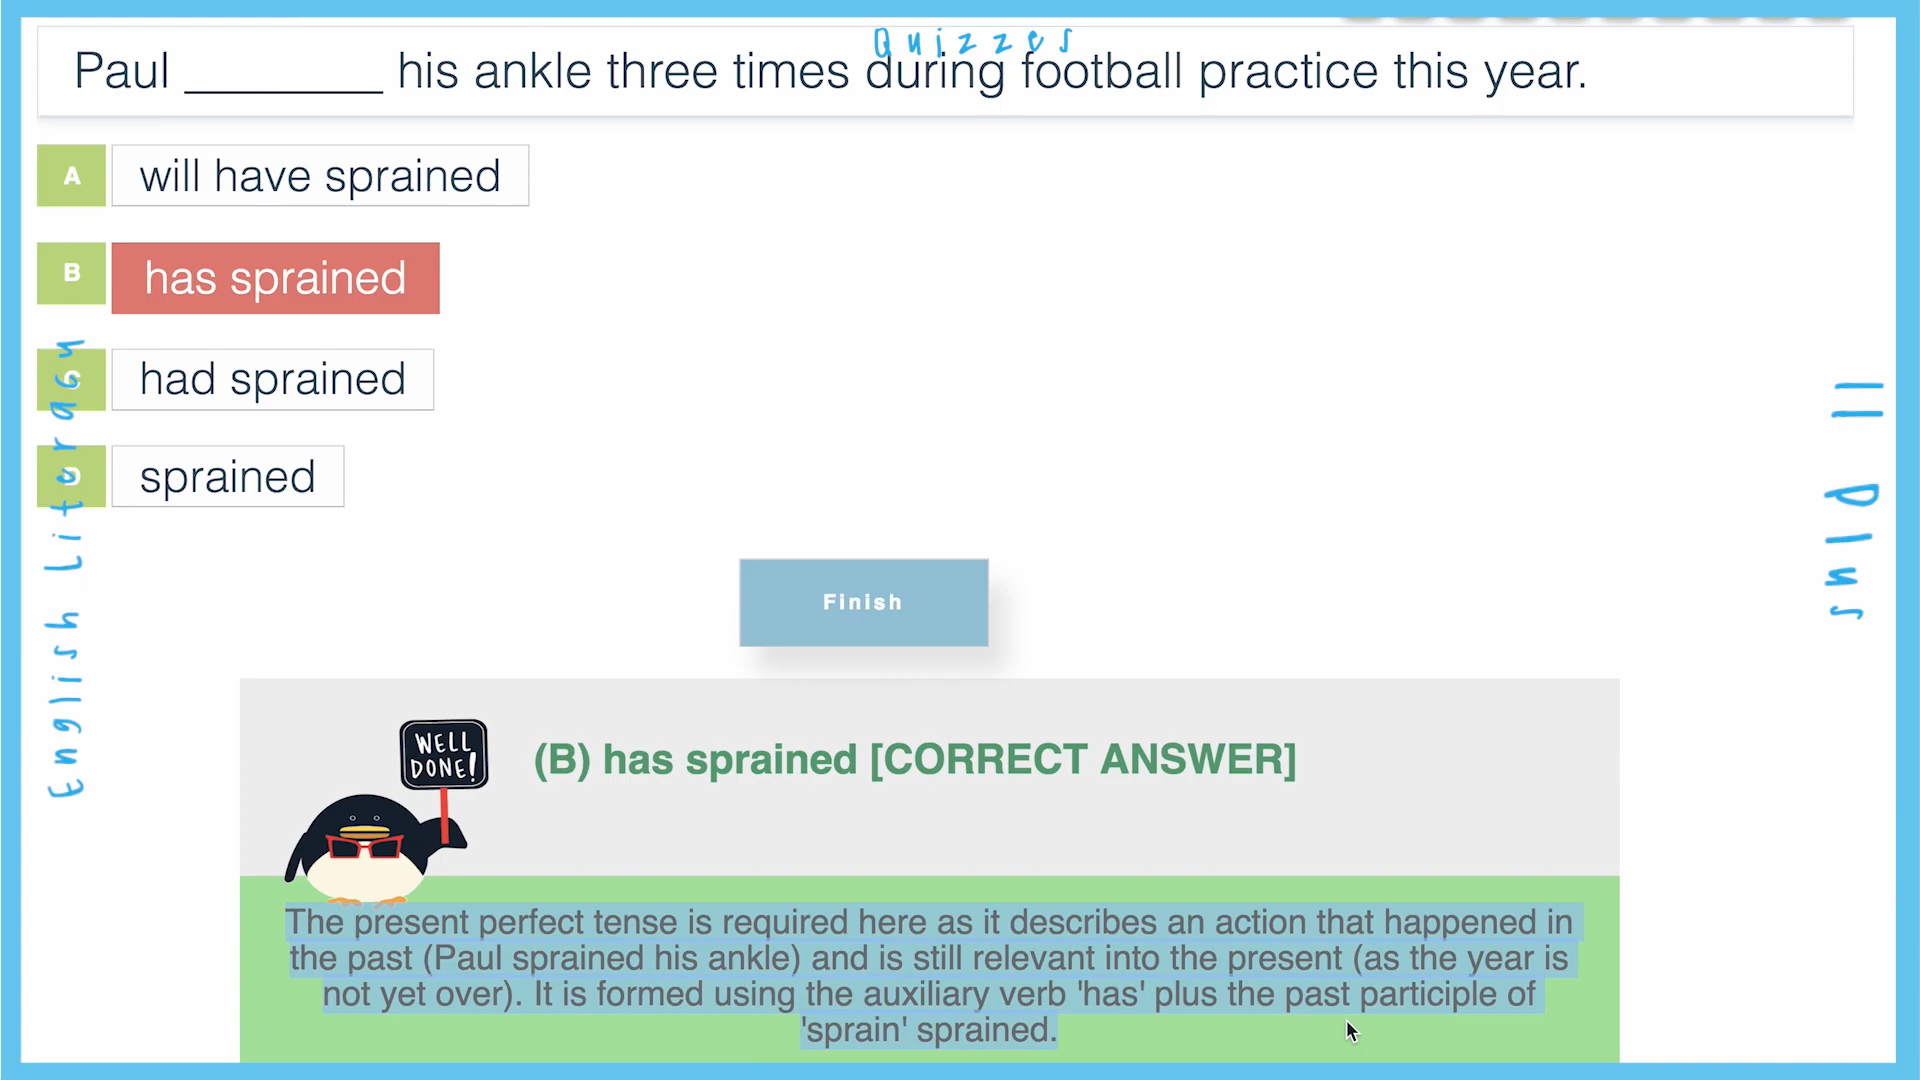 Quizzes
Paul ________ his ankle three times during football practice this year.
A will have sprained
B has sprained
C had sprained
D sprained
English Literacy
11 Plus
Finish
WELL
DONE!
(B) has sprained [CORRECT ANSWER]
The present perfect tense is required here as it describes an action that happened in
the past (Paul sprained his ankle) and is still relevant into the present (as the year is
not yet over). It is formed using the auxiliary verb 'has' plus the past participle of
'sprain' sprained.